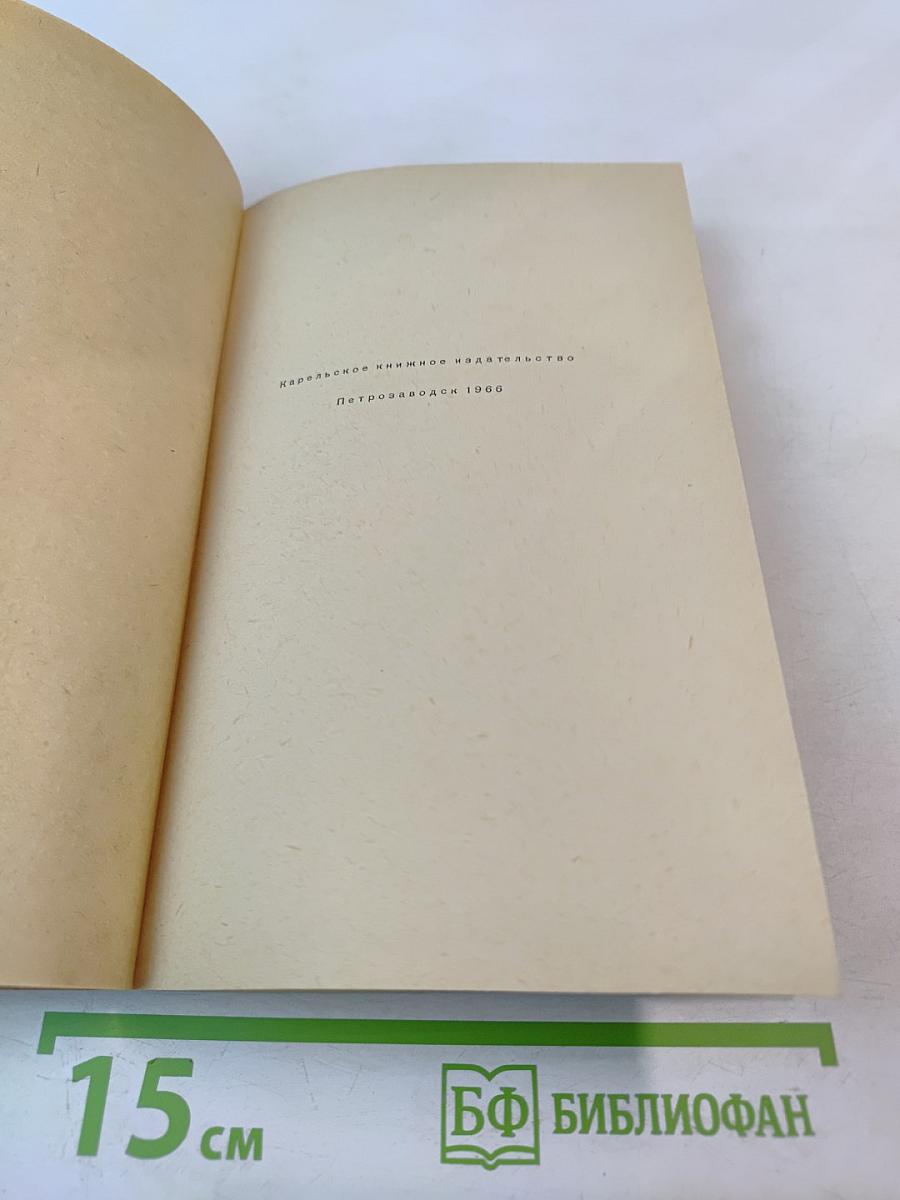 Карельское книжное издательство
Петрозаводск 1966
15 см
БФ БИБЛИОФАН